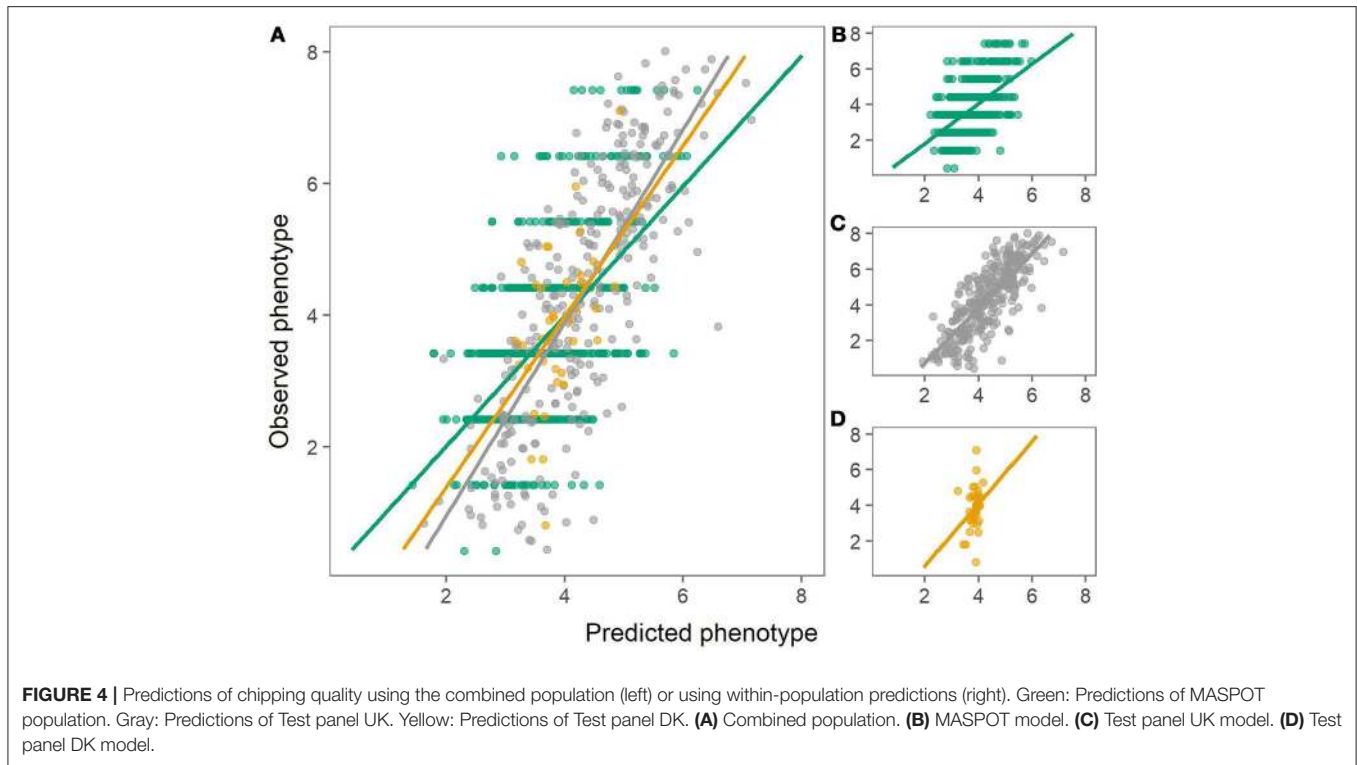 A
8
6
4
2
Observed phenotype
2 4 6 8
Predicted phenotype
B
8
6
4
2
2 4 6 8
C
8
6
4
2
2 4 6 8
D
8
6
4
2
2 4 6 8
FIGURE 4 | Predictions of chipping quality using the combined population (left) or using within-population predictions (right). Green: Predictions of MASPOT
population. Gray: Predictions of Test panel UK. Yellow: Predictions of Test panel DK. (A) Combined population. (B) MASPOT model. (C) Test panel UK model. (D) Test
panel DK model.